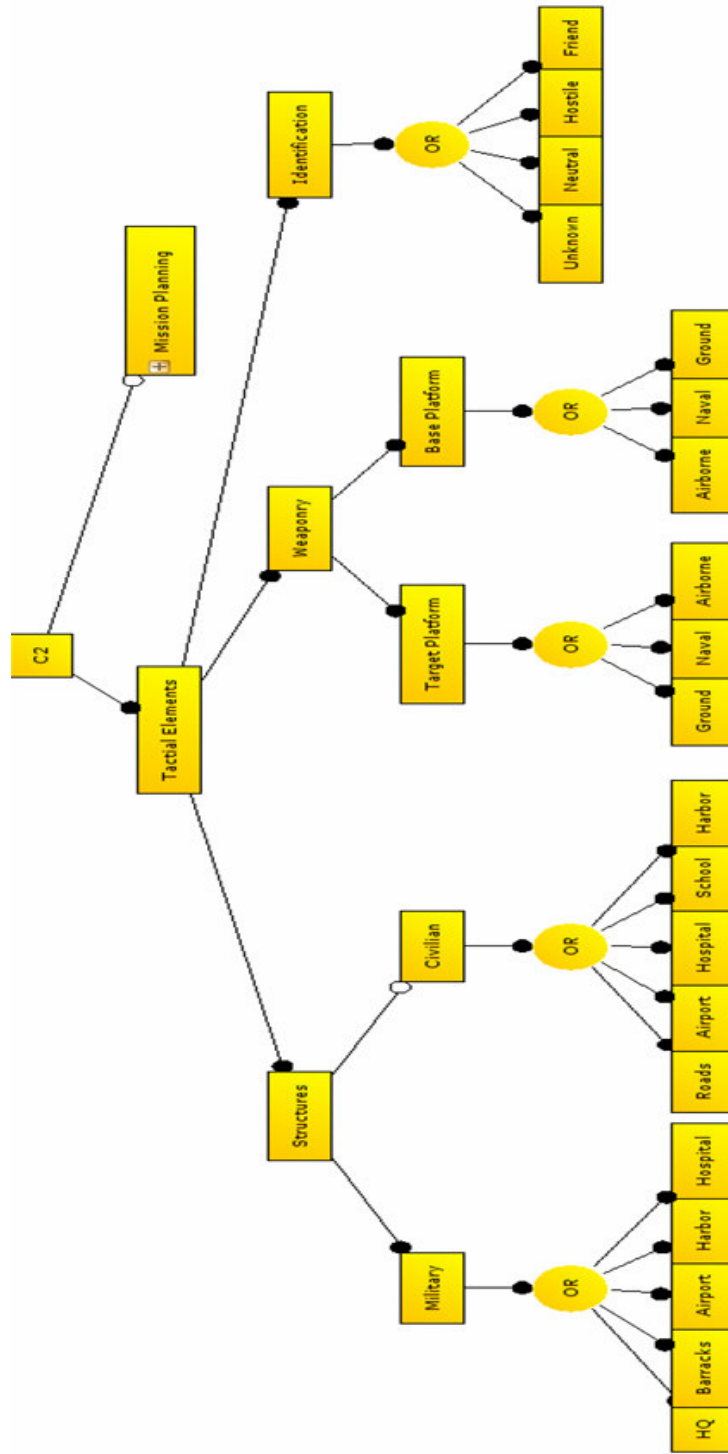 C2
Mission Planning
Tactial Elements
Structures
Weaponry
Identification
Military
Civilian
Target Platform
Base Platform
OR
OR
OR
OR
OR
HQ
Barracks
Airport
Harbor
Hospital
Roads
Airport
Hospital
School
Harbor
Ground
Naval
Airborne
Airborne
Naval
Ground
Unknown
Neutral
Hostile
Friend